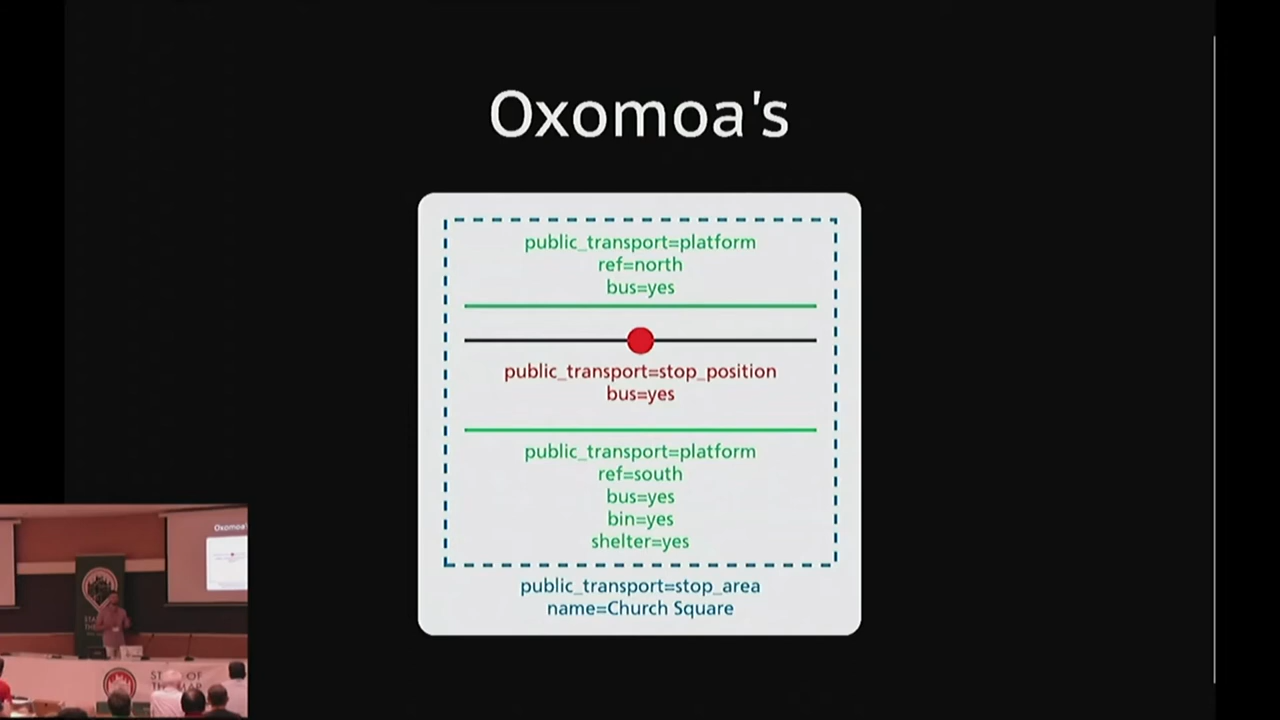 Oxomoa's
public_transport=platform
ref=north
bus=yes
public_transport=stop_position
bus=yes
public_transport=platform
ref=south
bus=yes
bin=yes
shelter=yes
public_transport=stop_area
name=Church Square
Oxomoa'